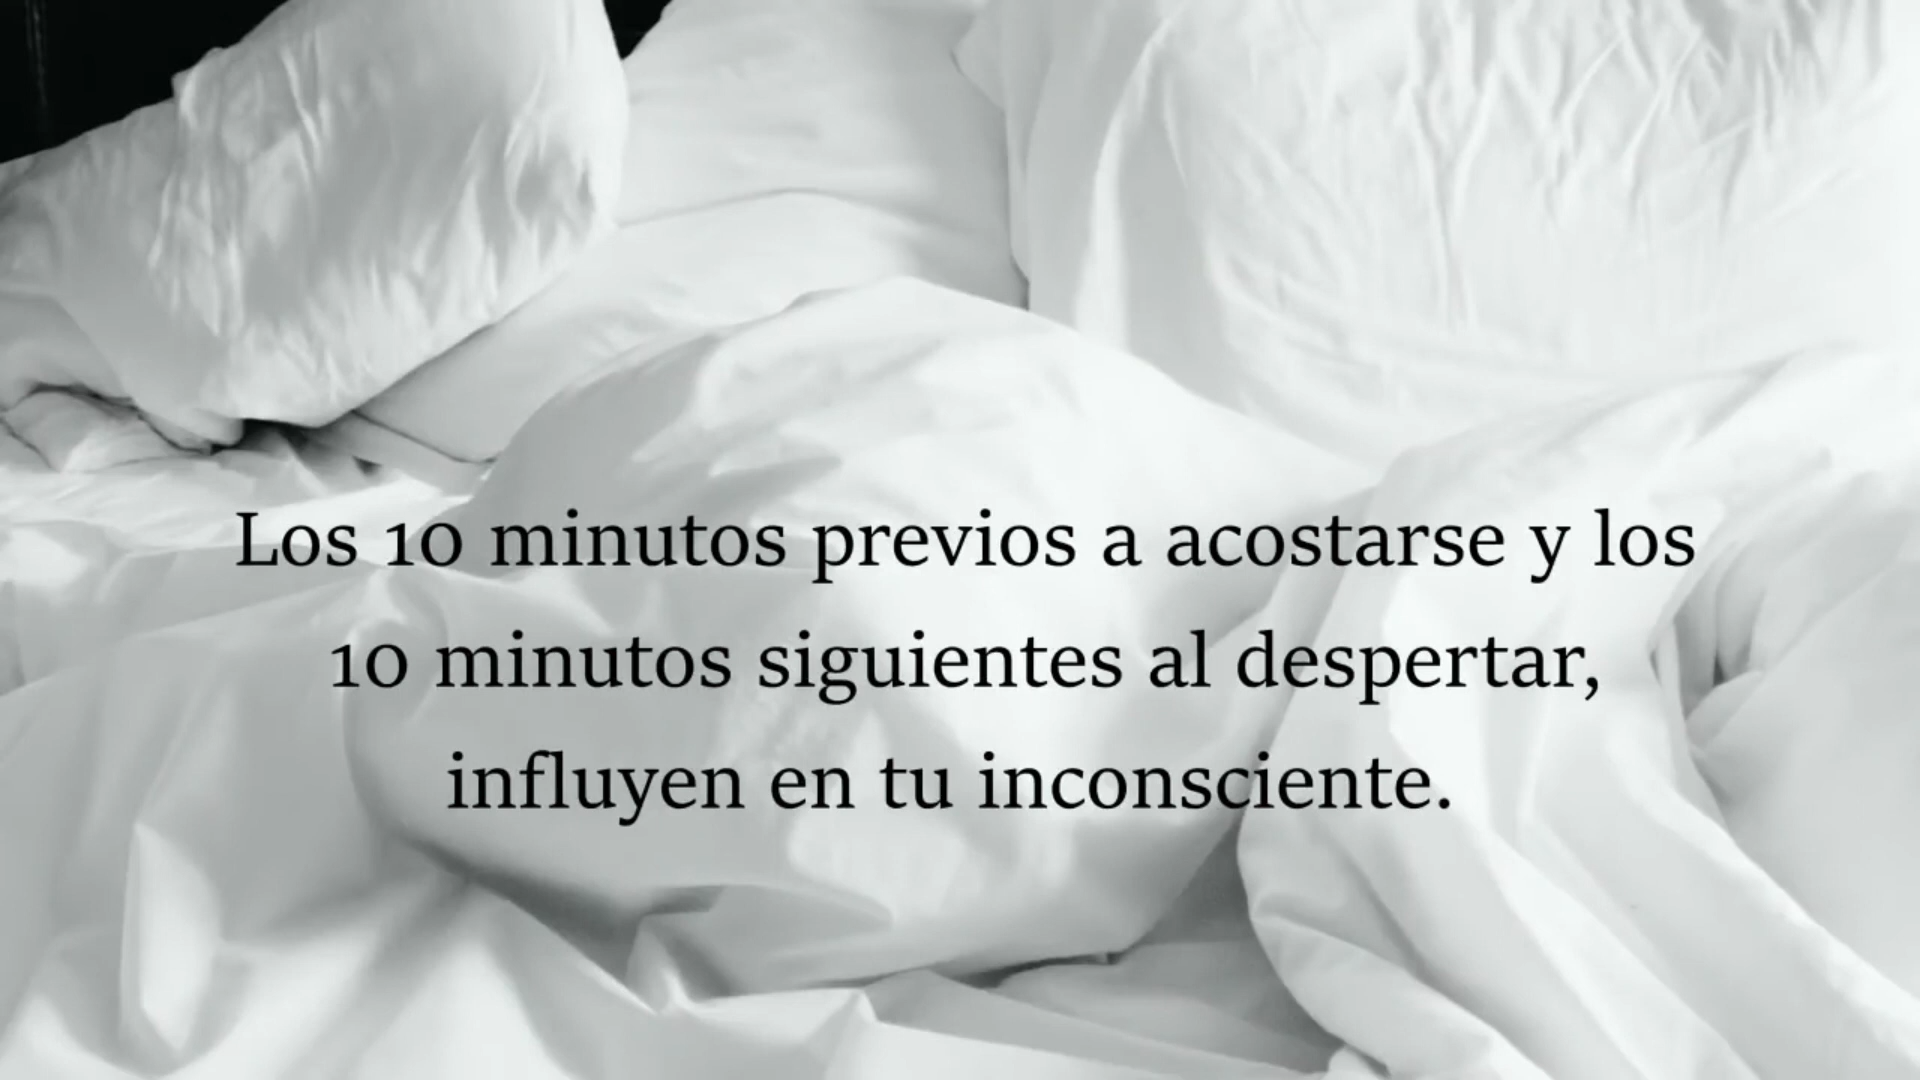 Los 10 minutos previos a acostarse y los
10 minutos siguientes al despertar,
influyen en tu inconsciente.